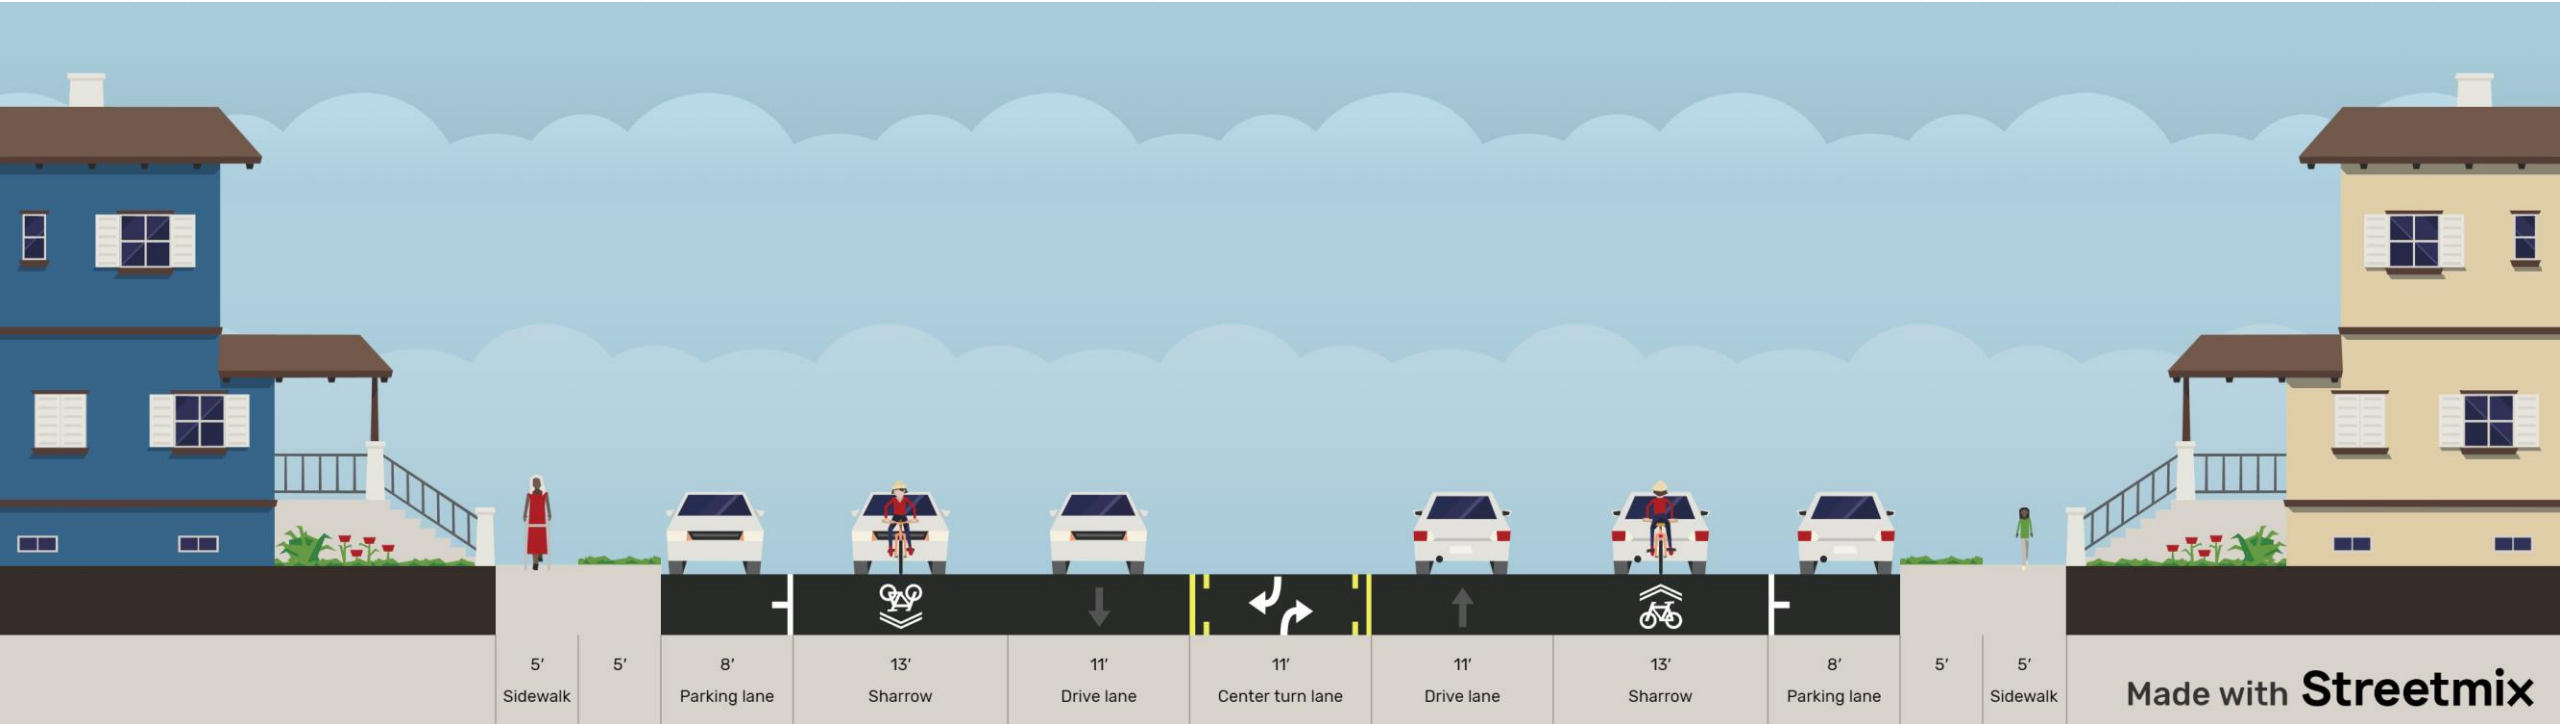 5′ 5′ 8′ 13′ 11′ 11′ 11′ 13′ 8′ 5′ 5′
Sidewalk Parking lane Sharrow Drive lane Center turn lane Drive lane Sharrow Parking lane Sidewalk
Made with Streetmix